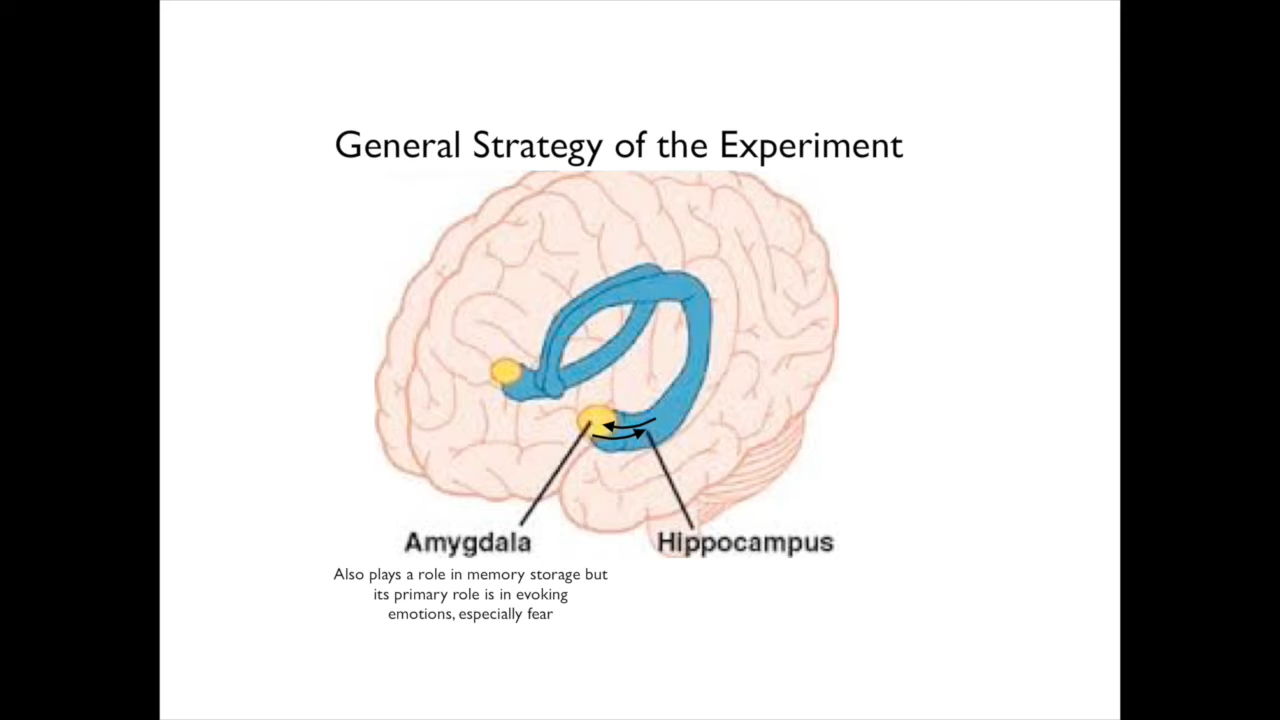 General Strategy of the Experiment
Amygdala
Hippocampus
Also plays a role in memory storage but
its primary role is in evoking
emotions, especially fear